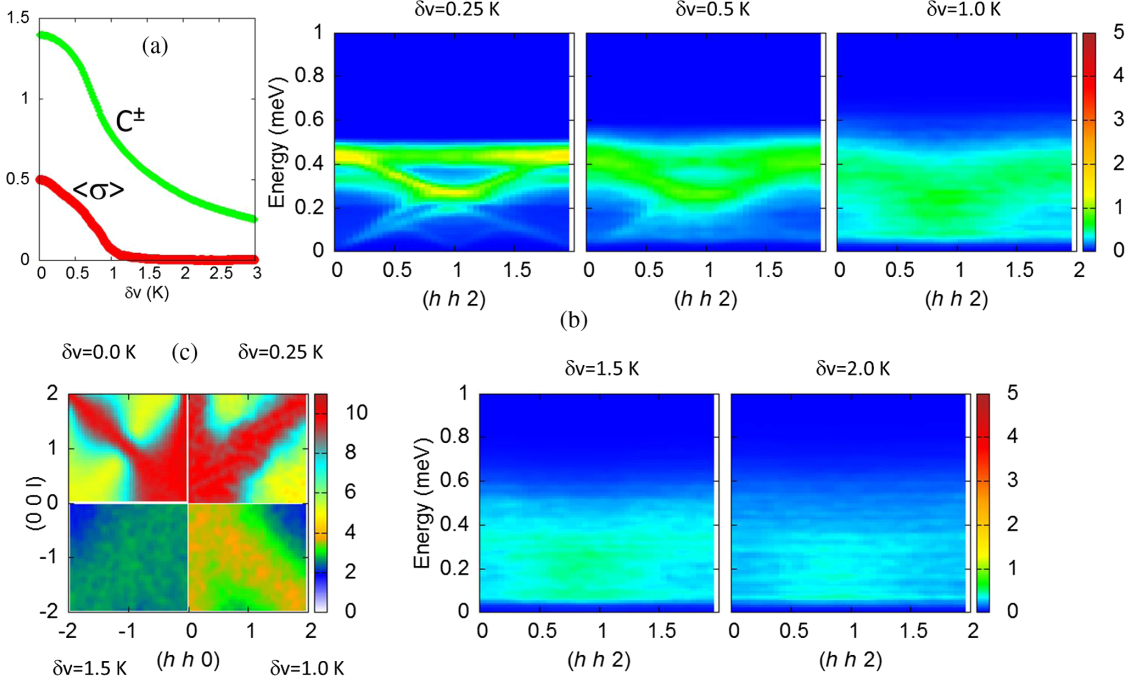 (a)
1.5
1
0.5
0
C±
<σ>
0 0.5 1 1.5 2 2.5 3
δv (K)
δv=0.25 K δv=0.5 K δv=1.0 K
Energy (meV)
1
0.8
0.6
0.4
0.2
0
0 0.5 1 1.5
0 0.5 1 1.5
0 0.5 1 1.5 2
(h h 2) (h h 2) (h h 2)
5
4
3
2
1
0
(b)
δv=0.0 K (c) δv=0.25 K
(0 0 l)
2
1
0
-1
-2
-2 -1 0 1 2
δv=1.5 K (h h 0) δv=1.0 K
10
8
6
4
2
0
δv=1.5 K δv=2.0 K
Energy (meV)
1
0.8
0.6
0.4
0.2
0
0 0.5 1 1.5
0 0.5 1 1.5 2
(h h 2) (h h 2)
5
4
3
2
1
0